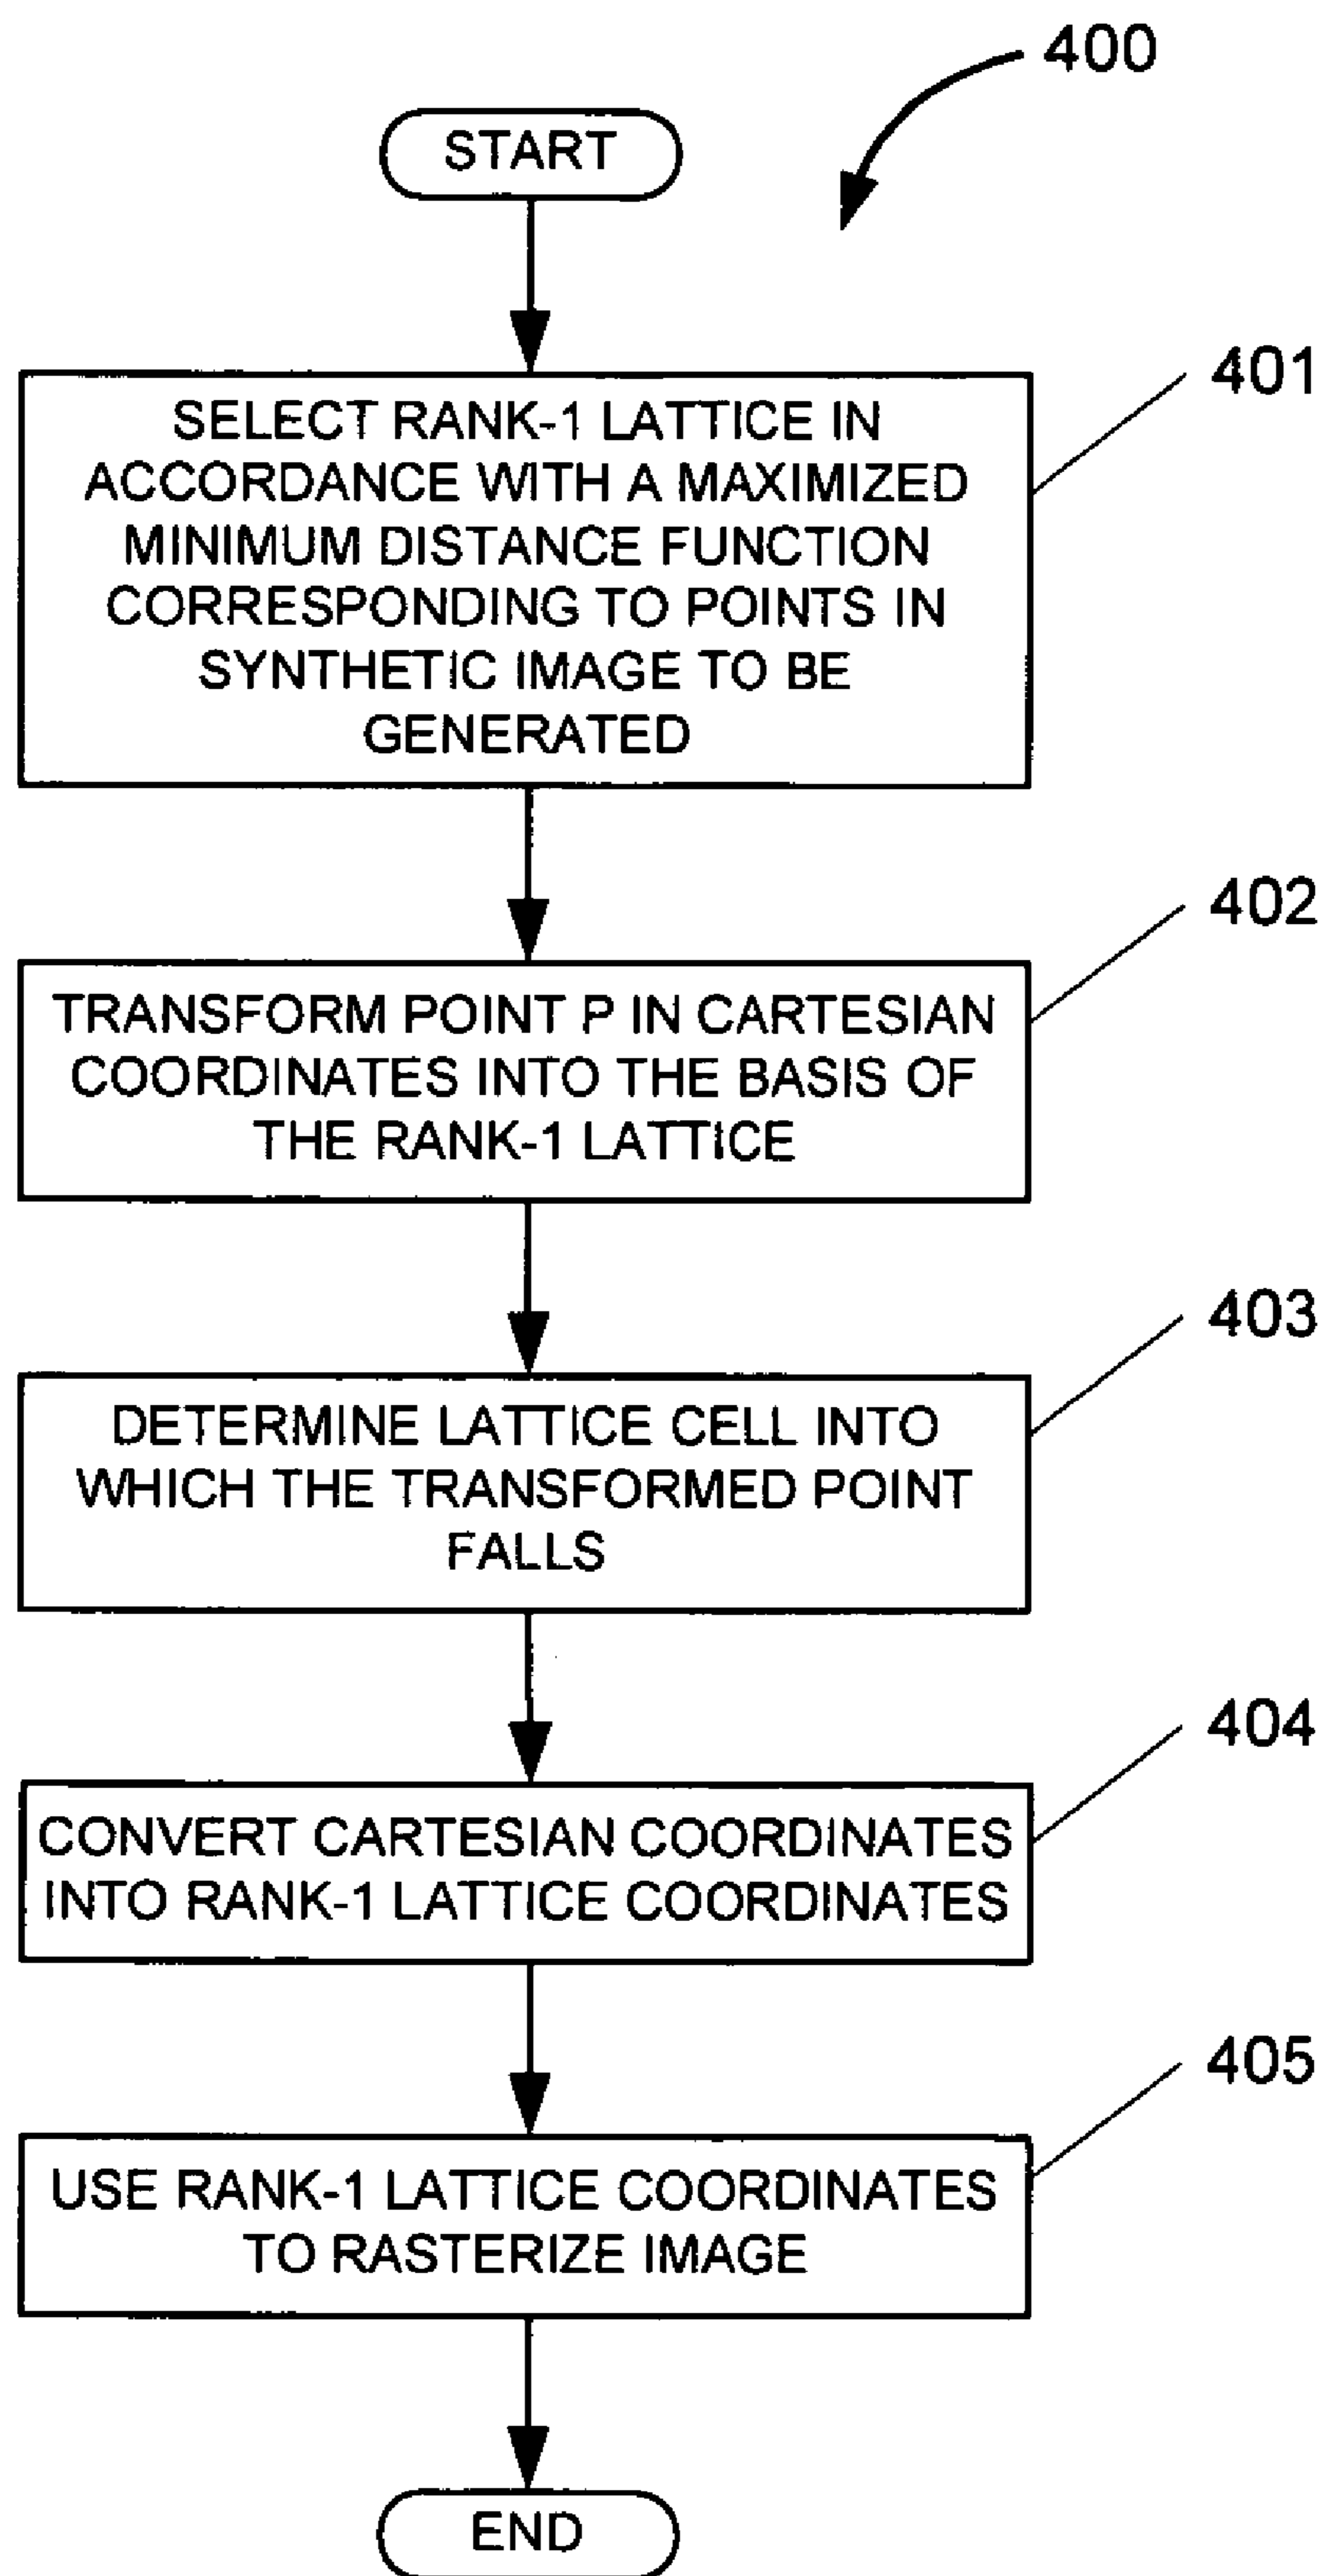 400
START
401
SELECT RANK-1 LATTICE IN
ACCORDANCE WITH A MAXIMIZED
MINIMUM DISTANCE FUNCTION
CORRESPONDING TO POINTS IN
SYNTHETIC IMAGE TO BE
GENERATED
402
TRANSFORM POINT P IN CARTESIAN
COORDINATES INTO THE BASIS OF
THE RANK-1 LATTICE
403
DETERMINE LATTICE CELL INTO
WHICH THE TRANSFORMED POINT
FALLS
404
CONVERT CARTESIAN COORDINATES
INTO RANK-1 LATTICE COORDINATES
405
USE RANK-1 LATTICE COORDINATES
TO RASTERIZE IMAGE
END